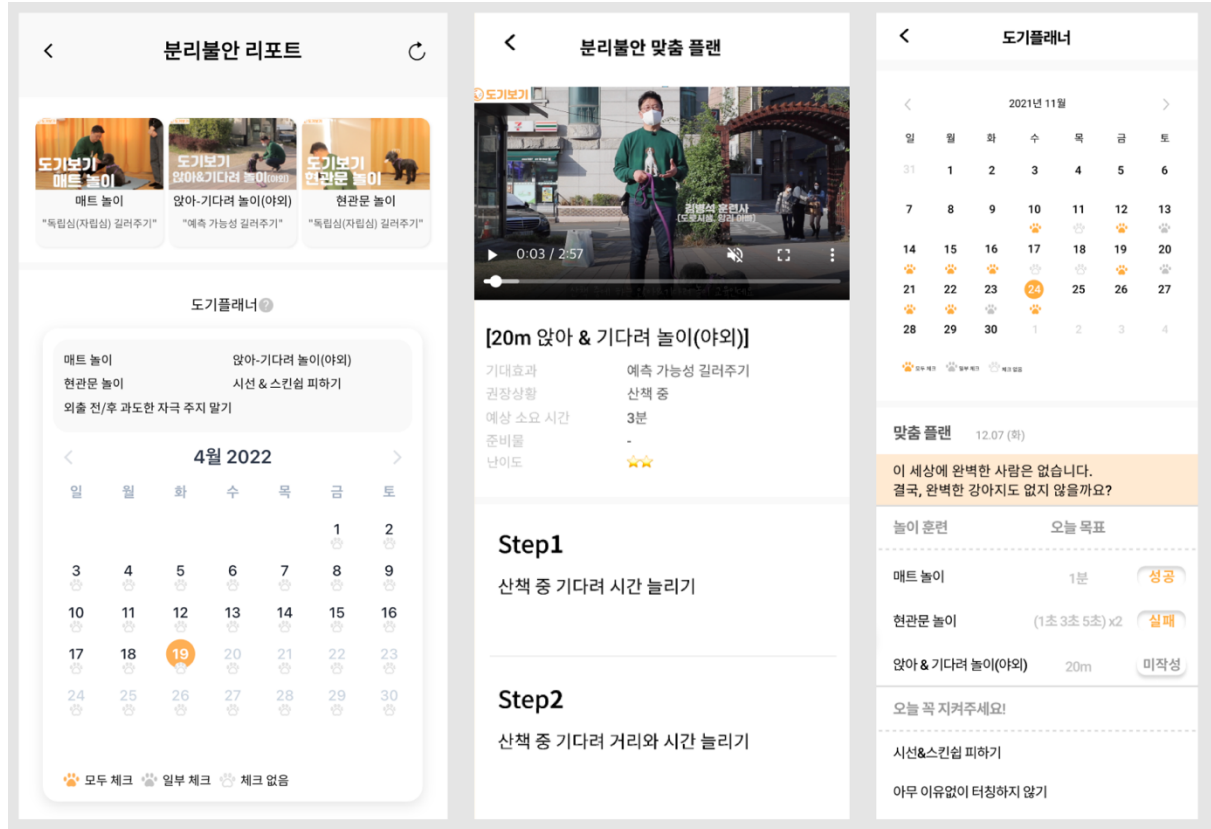 분리불안 리포트
도기보기
매트 놀이
도기보기
앉아&기다려 놀이(야외)
도기보기
현관문 놀이
매트 놀이
앉아-기다려 놀이(야외)
현관문 놀이
"독립심(자립심) 길러주기"
"예측 가능성 길러주기"
"독립심(자립심) 길러주기"
도기플래너?
매트 놀이 앉아-기다려 놀이(야외)
현관문 놀이 시선 & 스킨쉽 피하기
외출 전/후 과도한 자극 주지 말기
4월 2022
일 월 화 수 목 금 토
1 2
3 4 5 6 7 8 9
10 11 12 13 14 15 16
17 18 19 20 21 22 23
24 25 26 27 28 29 30
모두 체크 일부 체크 체크 없음
분리불안 맞춤 플랜
도기보기
7
김병석 훈련사
0:03 / 2:57
[20m 앉아 & 기다려 놀이(야외)]
기대효과 예측 가능성 길러주기
권장상황 산책 중
예상 소요 시간 3분
준비물 -
난이도
Step1
산책 중 기다려 시간 늘리기
Step2
산책 중 기다려 거리와 시간 늘리기
도기플래너
2021년 11월
일 월 화 수 목 금 토
31 1 2 3 4 5 6
7 8 9 10 11 12 13
14 15 16 17 18 19 20
21 22 23 24 25 26 27
28 29 30 1 2 3 4
모두 체크 일부 체크 체크 없음
맞춤 플랜 12.07 (화)
이 세상에 완벽한 사람은 없습니다.
결국, 완벽한 강아지도 없지 않을까요?
놀이 훈련 오늘 목표
매트 놀이 1분 성공
현관문 놀이 (1초 3초 5초) x2 실패
앉아 & 기다려 놀이(야외) 20m 미작성
오늘 꼭 지켜주세요!
시선&스킨쉽 피하기
아무 이유없이 터칭하지 않기